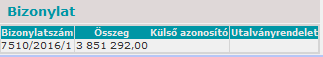 Bizonylat
Bizonylatszám Összeg Külső azonosító Utalványrendelet
7510/2016/1 3 851 292,00